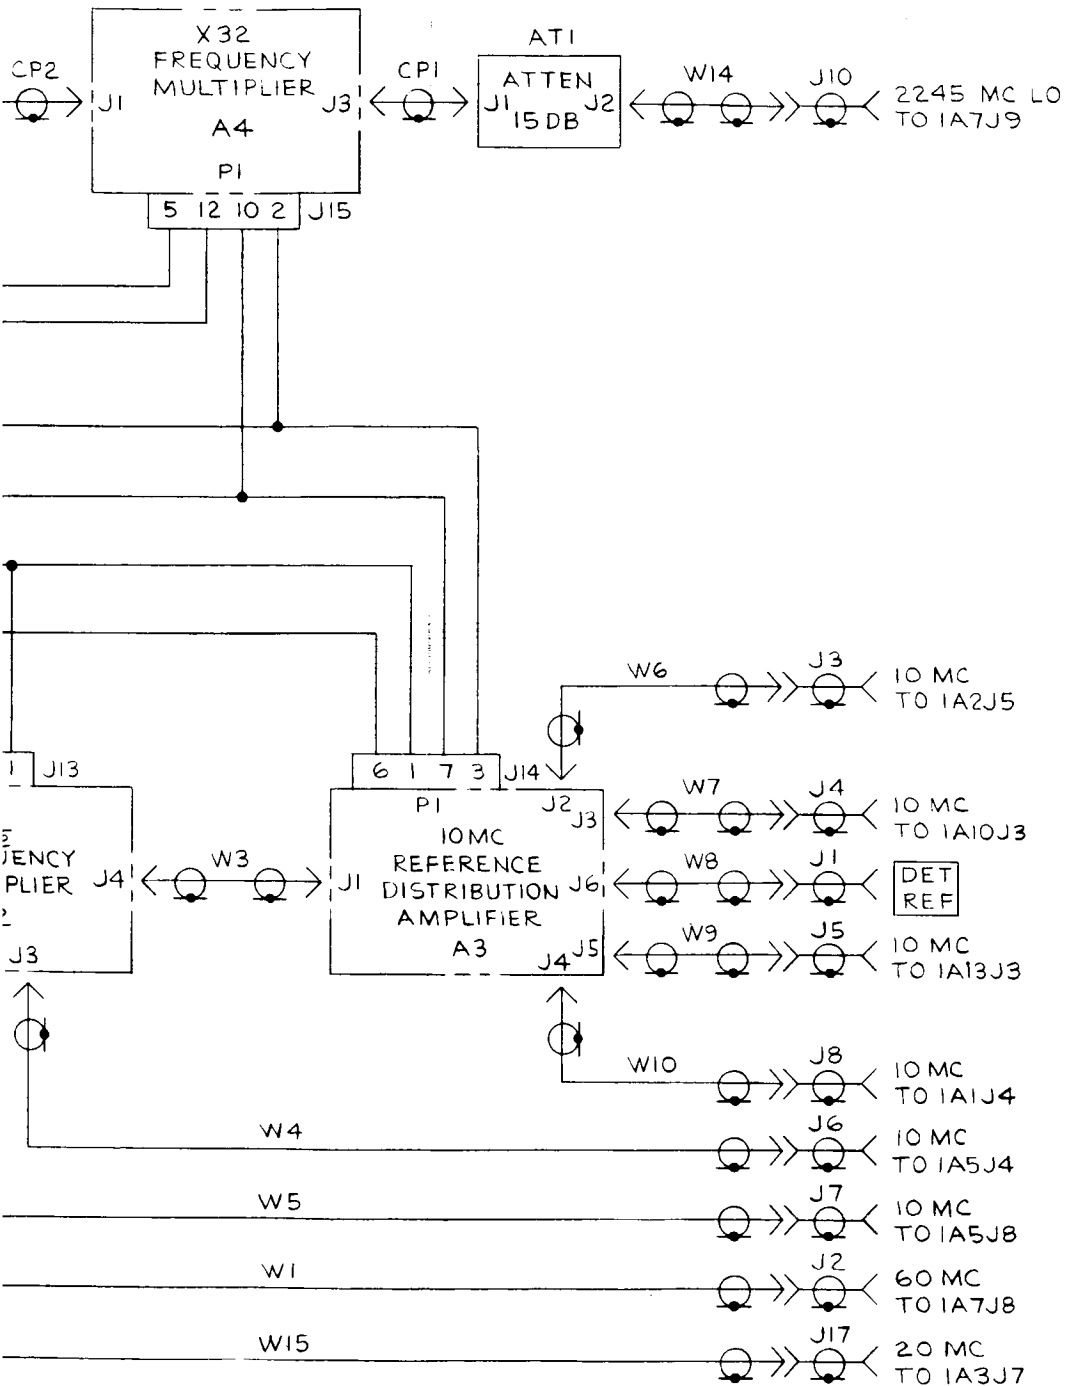 X32
FREQUENCY
MULTIPLIER
A4
P1
CP2
J1
J3
CP1
AT1
ATTEN
15DB
J1
J2
W14
J10
2245 MC LO
TO 1A7J9
5 12 10 2
J15
W6
J3
10 MC
TO 1A2J5
1
J13
6 1 7 3
J14
P1
J2
J3
W7
J4
10 MC
TO 1A10J3
10MC
REFERENCE
DISTRIBUTION
AMPLIFIER
A3
J4
W3
J1
J6
W8
J1
DET
REF
J5
W9
J5
10 MC
TO 1A13J3
J3
J4
W10
J8
10 MC
TO 1A1J4
W4
J6
10 MC
TO 1A5J4
W5
J7
10 MC
TO 1A5J8
W1
J2
60 MC
TO 1A7J8
W15
J17
20 MC
TO 1A3J7